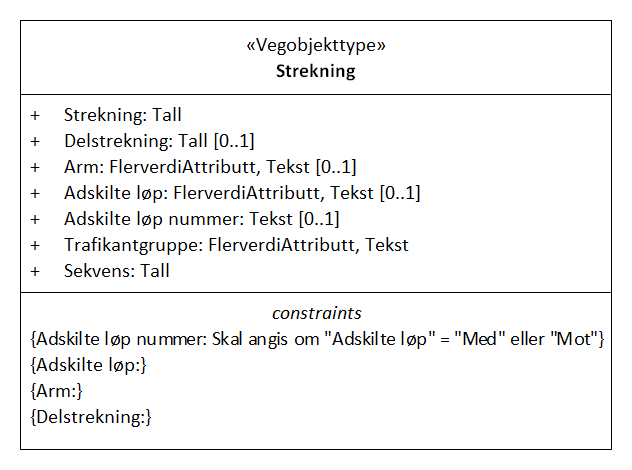 «Vegobjekttype»
Strekning
+ Strekning: Tall
+ Delstrekning: Tall [0..1]
+ Arm: FlerverdiAttributt, Tekst [0..1]
+ Adskilte løp: FlerverdiAttributt, Tekst [0..1]
+ Adskilte løp nummer: Tekst [0..1]
+ Trafikantgruppe: FlerverdiAttributt, Tekst
+ Sekvens: Tall
constraints
{Adskilte løp nummer: Skal angis om "Adskilte løp" = "Med" eller "Mot"}
{Adskilte løp:}
{Arm:}
{Delstrekning:}